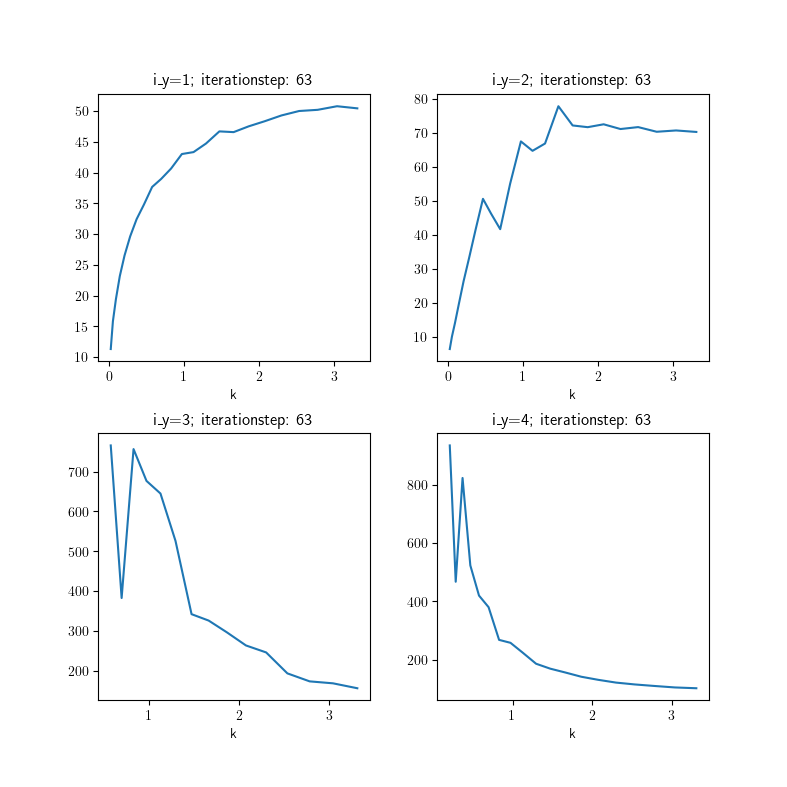 i_y=1; iterationstep: 63
50
45
40
35
30
25
20
15
10
0 1 2 3
k
i_y=2; iterationstep: 63
80
70
60
50
40
30
20
10
0 1 2 3
k
i_y=3; iterationstep: 63
700
600
500
400
300
200
1 2 3
k
i_y=4; iterationstep: 63
800
600
400
200
1 2 3
k